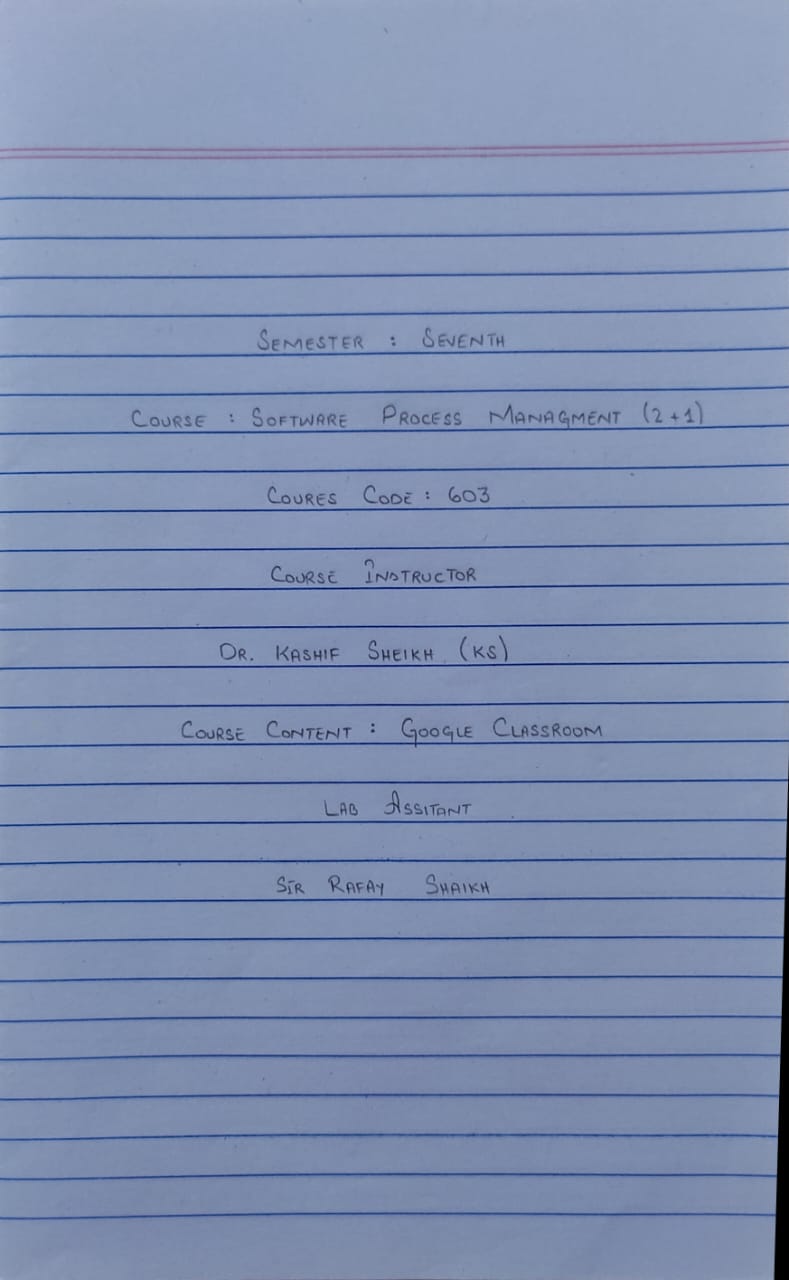 SEMESTER : SEVENTH
COURSE : SOFTWARE PROCESS MANAGMENT (2+1)
COURES CODE : 603
COURSE INSTRUCTOR
DR. KASHIF SHEIKH (KS)
COURSE CONTENT : GOOGLE CLASSROOM
LAB ASSITANT
SIR RAFAY SHAIKH